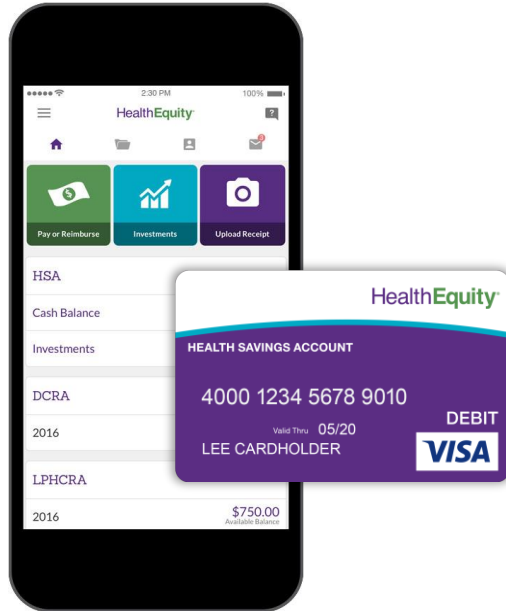 2:30 PM
100%
HealthEquity
?
3
$
Pay or Reimburse
Investments
Upload Receipt
HSA
Cash Balance
Investments
DCRA
2016
LPHCRA
2016
$750.00
Available Balance
HealthEquity
HEALTH SAVINGS ACCOUNT
4000 1234 5678 9010
Valid Thru 05/20
LEE CARDHOLDER
DEBIT
VISA